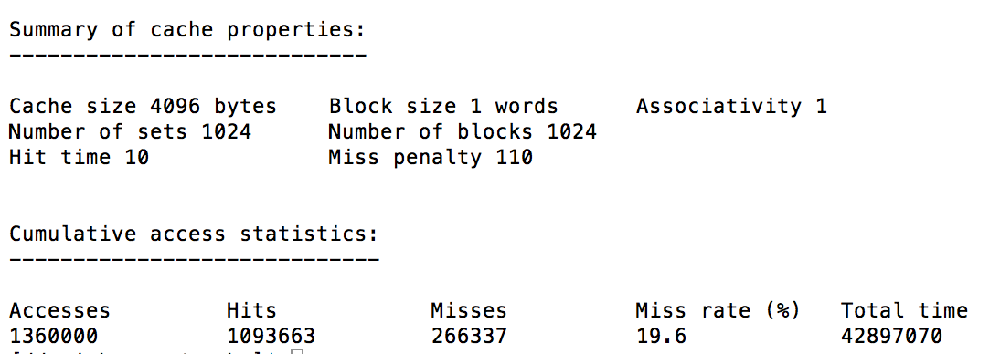 Summary of cache properties:
----------------------------
Cache size 4096 bytes Block size 1 words Associativity 1
Number of sets 1024 Number of blocks 1024
Hit time 10 Miss penalty 110
Cumulative access statistics:
-----------------------------
Accesses Hits Misses Miss rate (%) Total time
1360000 1093663 266337 19.6 42897070